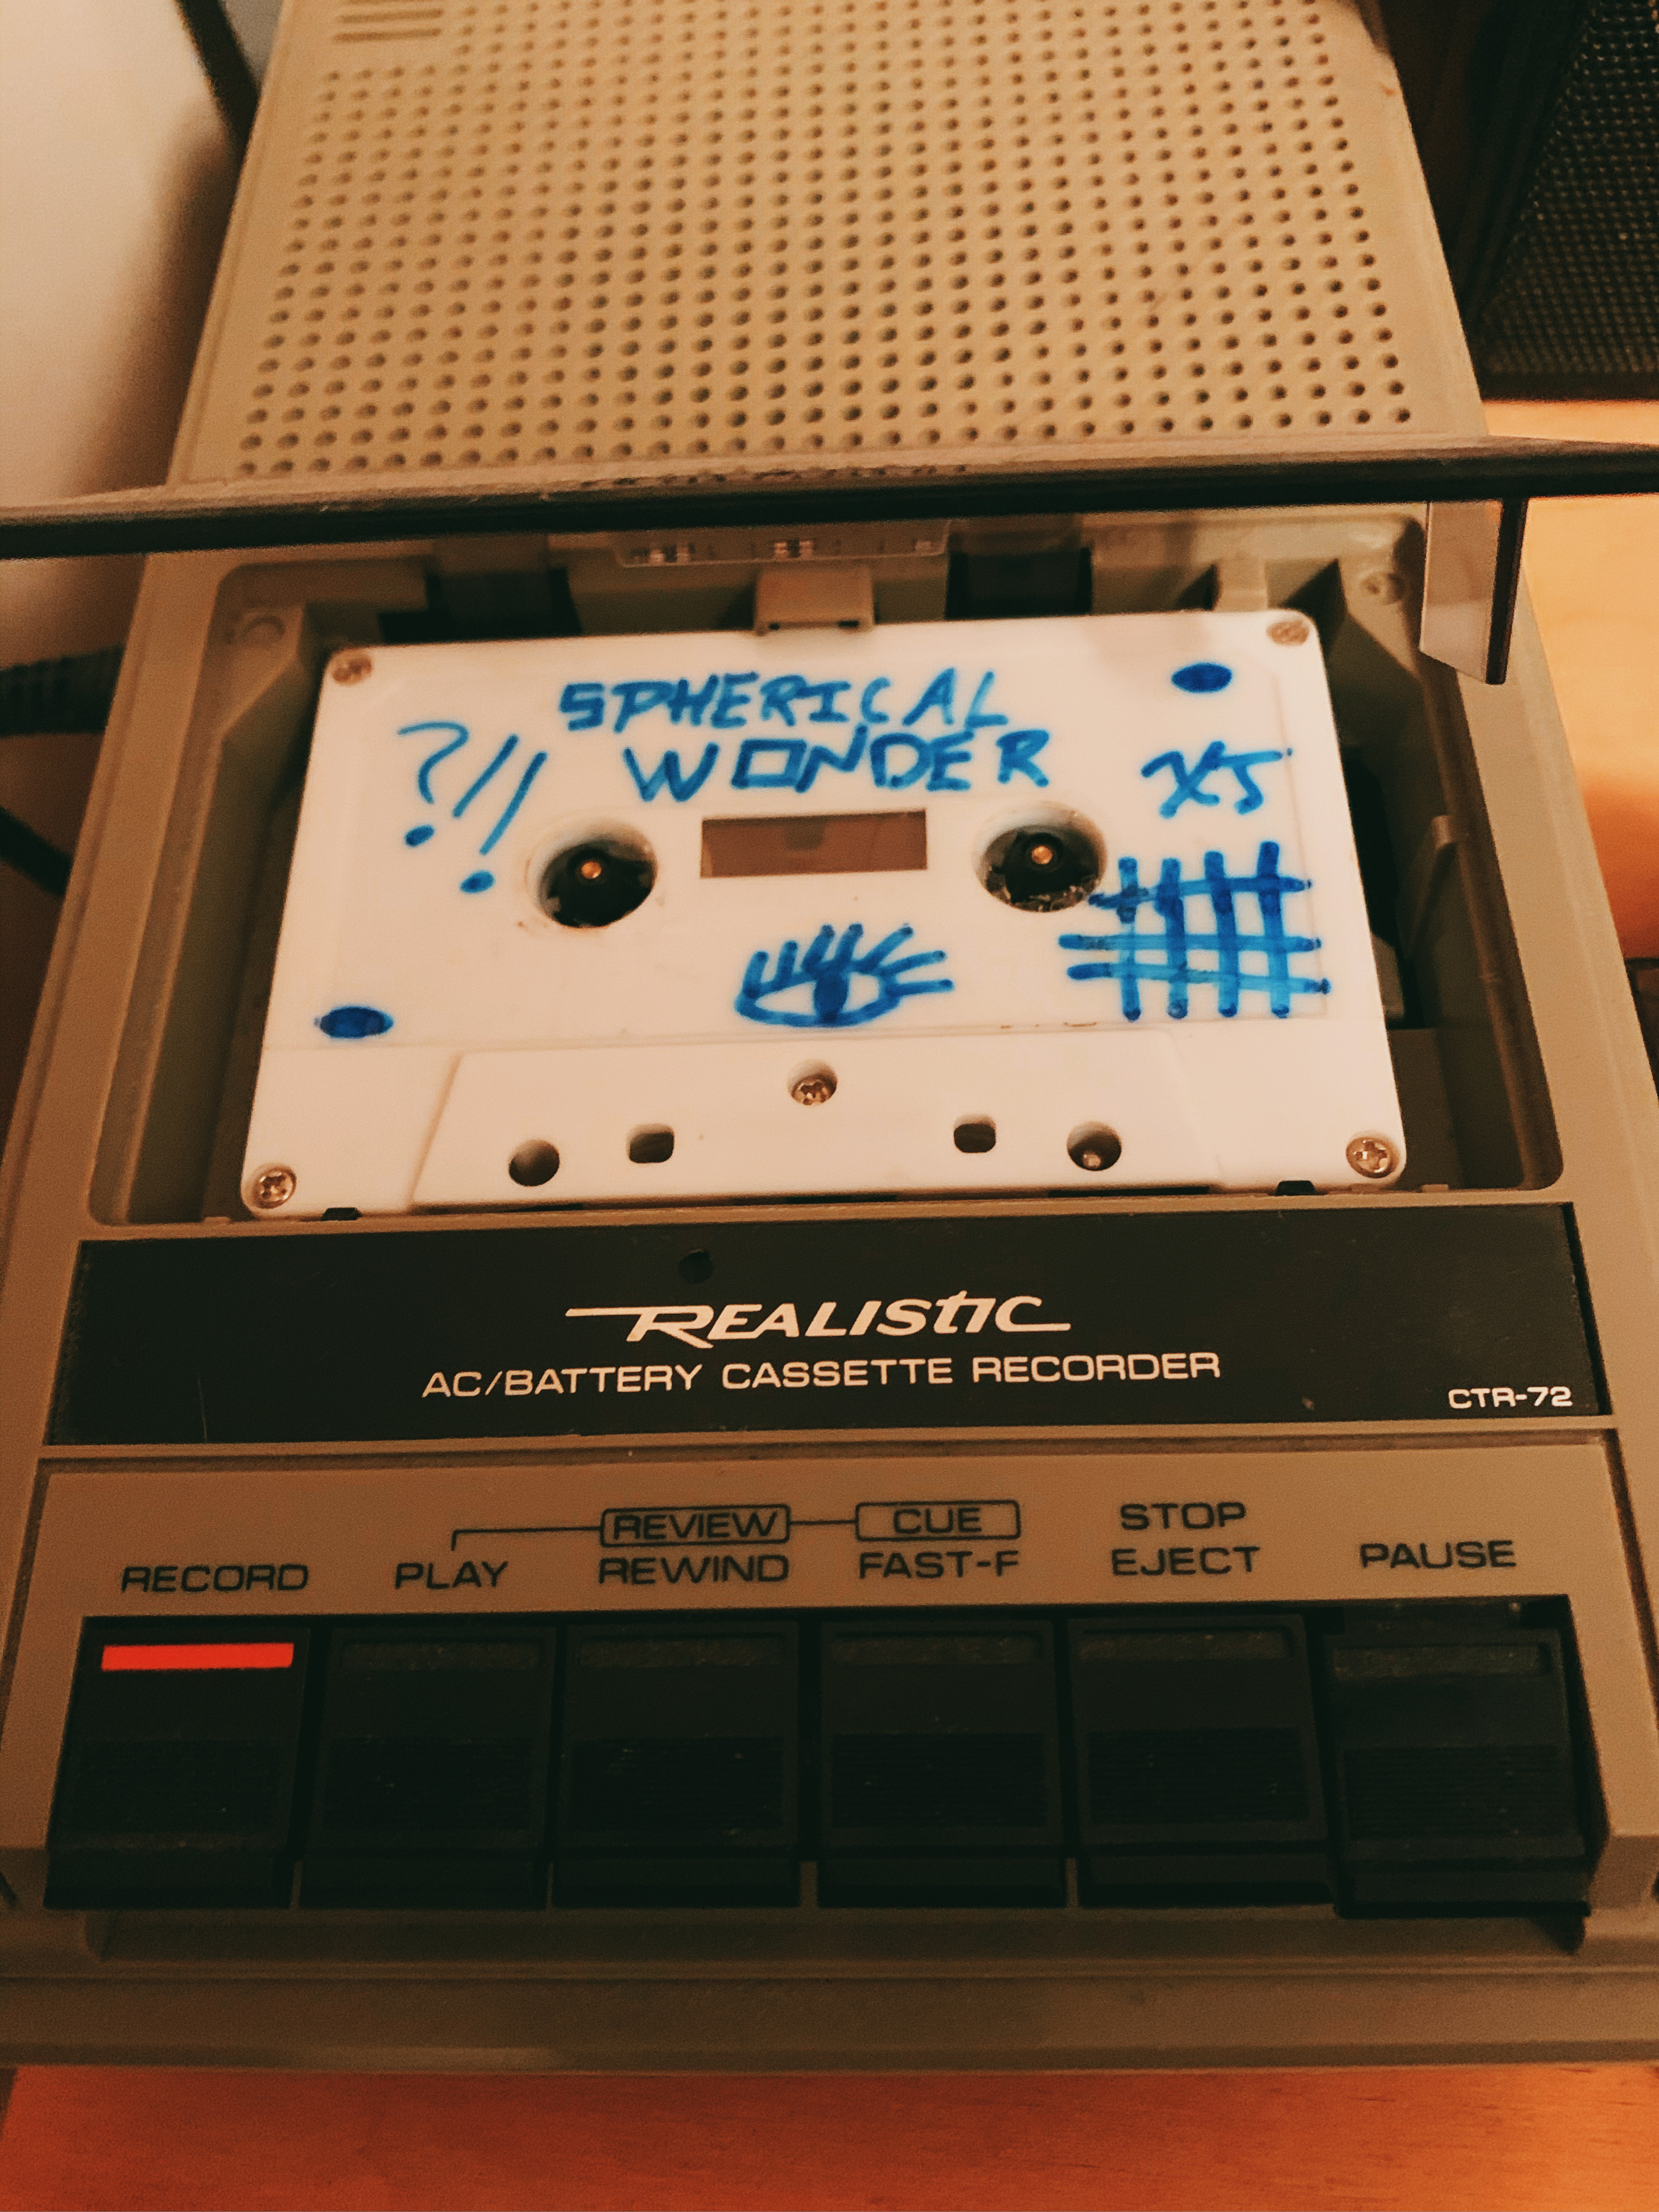 SPHERICAL
WONDER
?//
X5
REALISTIC
AC/BATTERY CASSETTE RECORDER
CTR-72
RECORD
PLAY
REVIEW
REWIND
CUE
FAST-F
STOP
EJECT
PAUSE